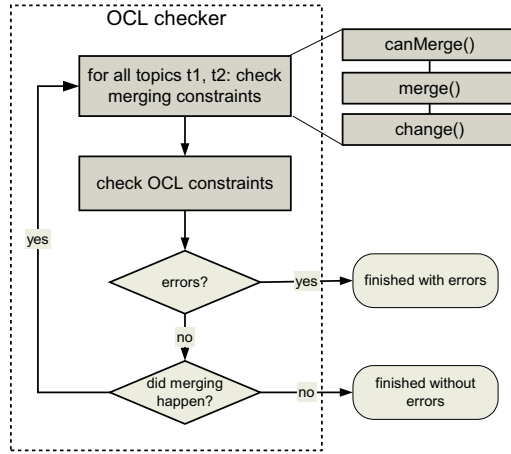 OCL checker
for all topics t1, t2: check
merging constraints
canMerge()
merge()
change()
check OCL constraints
yes
errors?
yes
finished with errors
no
did merging
happen?
no
finished without
errors